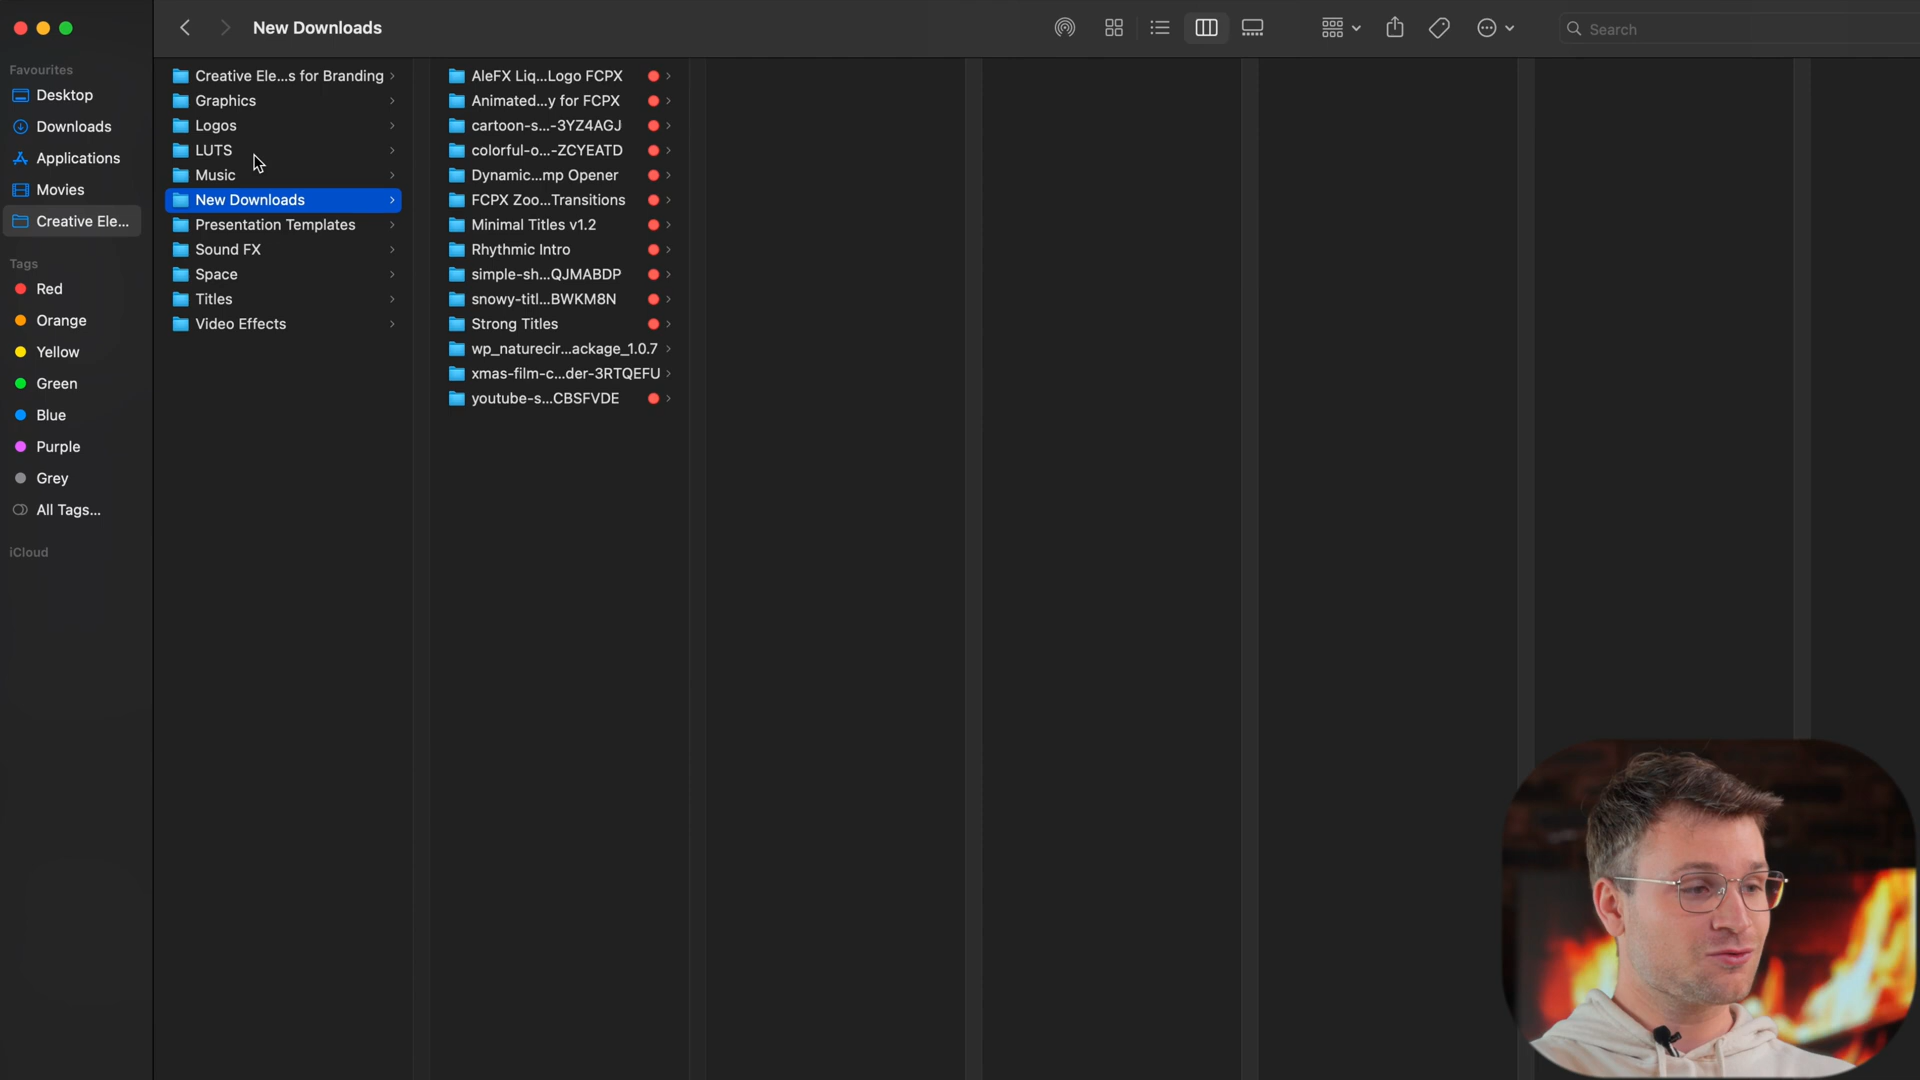 New Downloads
Search
Favourites
Desktop
Downloads
Applications
Movies
Creative Ele...
Tags
Red
Orange
Yellow
Green
Blue
Purple
Grey
All Tags...
iCloud
Creative Ele...s for Branding
Graphics
Logos
LUTS
Music
New Downloads
Presentation Templates
Sound FX
Space
Titles
Video Effects
AleFX Liq...Logo FCPX
Animated...y for FCPX
cartoon-s...-3YZ4AGJ
colorful-o...-ZCYEATD
Dynamic...mp Opener
FCPX Zoo...Transitions
Minimal Titles v1.2
Rhythmic Intro
simple-sh...QJMABDP
snowy-titl...BWKM8N
Strong Titles
wp_naturecir...ackage_1.0.7
xmas-film-c...der-3RTQEFU
youtube-s...CBSFVDE